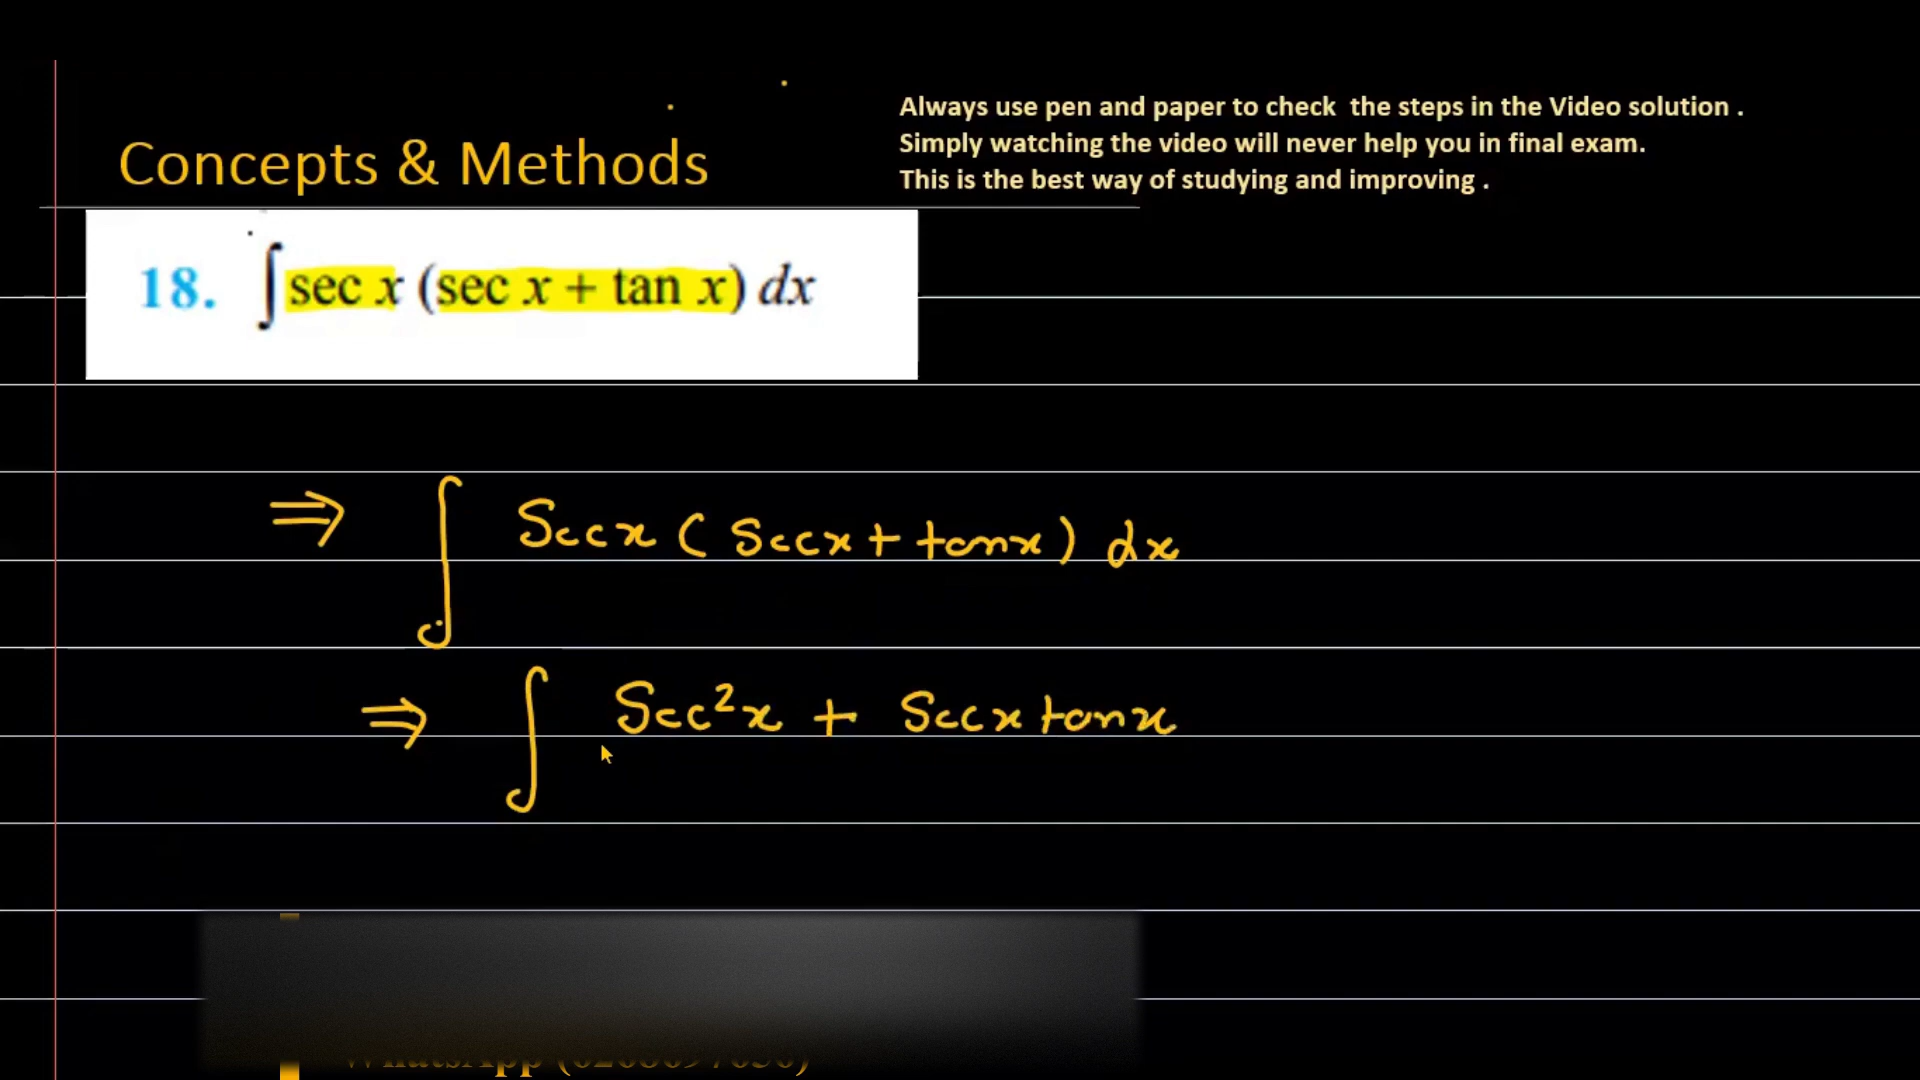 Always use pen and paper to check the steps in the Video solution .
Simply watching the video will never help you in final exam.
This is the best way of studying and improving .
Concepts & Methods
18. ∫ sec x (sec x + tan x) dx
⇒ ∫ Secx ( Secx + tanx ) dx
⇒ ∫ Sec²x + Secx tanx